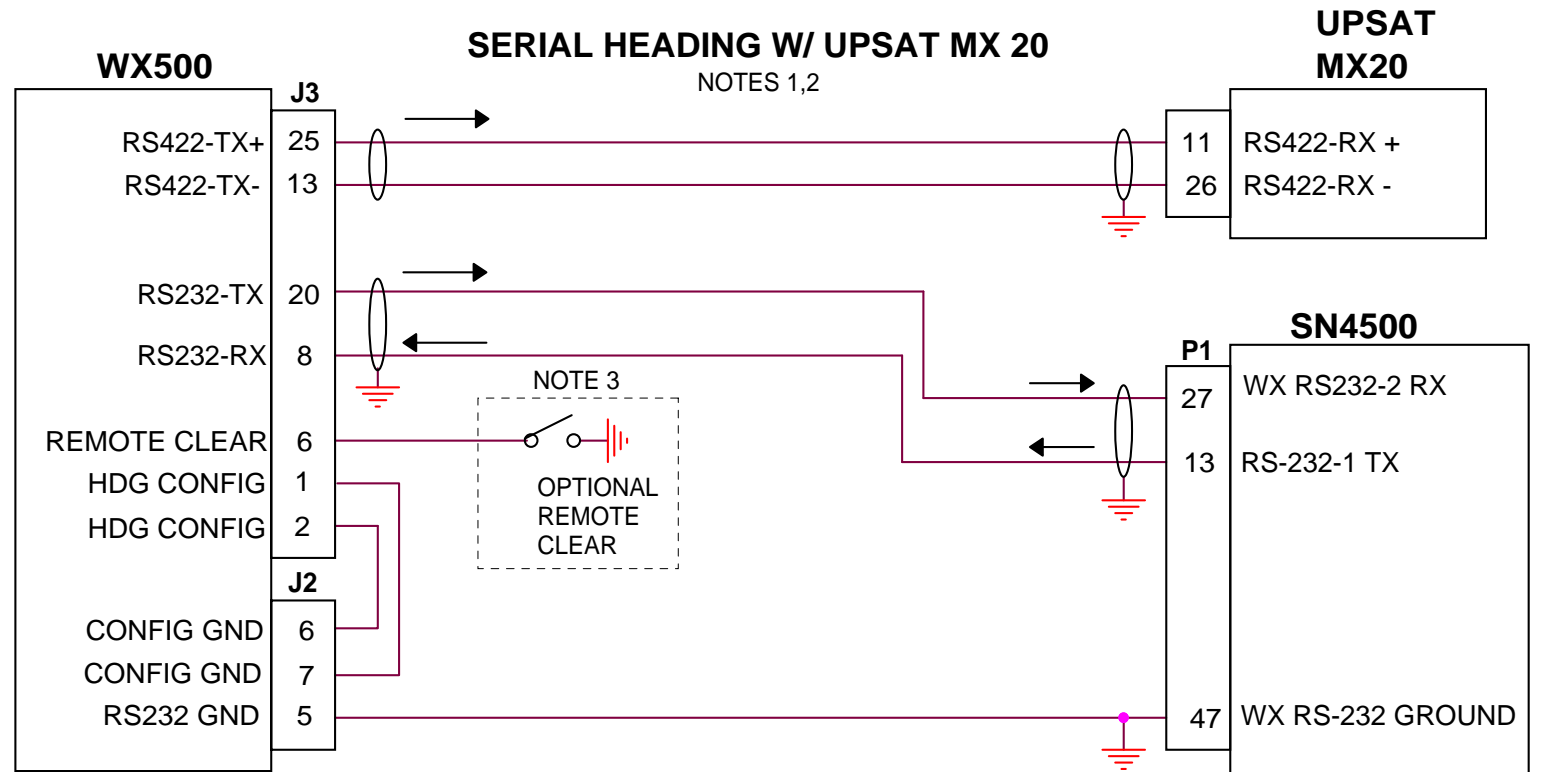 SERIAL HEADING W/ UPSAT MX 20
NOTES 1,2
WX500
J3
RS422-TX+ 25
RS422-TX- 13
RS232-TX 20
RS232-RX 8
REMOTE CLEAR 6
HDG CONFIG 1
HDG CONFIG 2
J2
CONFIG GND 6
CONFIG GND 7
RS232 GND 5
NOTE 3
OPTIONAL
REMOTE
CLEAR
UPSAT
MX20
11 RS422-RX +
26 RS422-RX -
SN4500
P1
27 WX RS232-2 RX
13 RS-232-1 TX
47 WX RS-232 GROUND